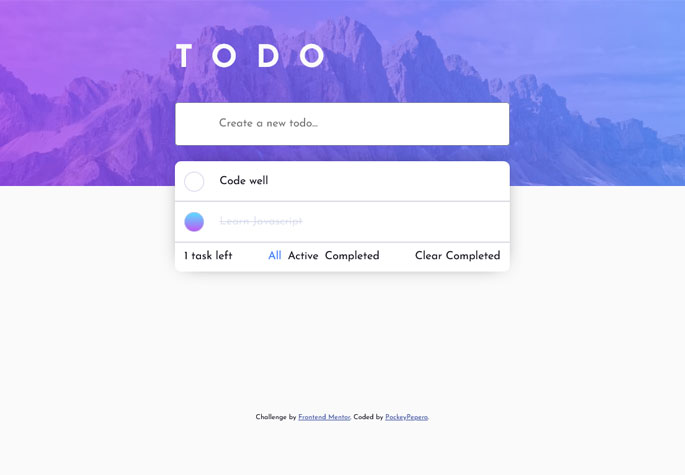 TODO
Create a new todo...
Code well
Learn Javascript
1 task left All Active Completed Clear Completed
Challenge by Frontend Mentor. Coded by PockeyPepero.